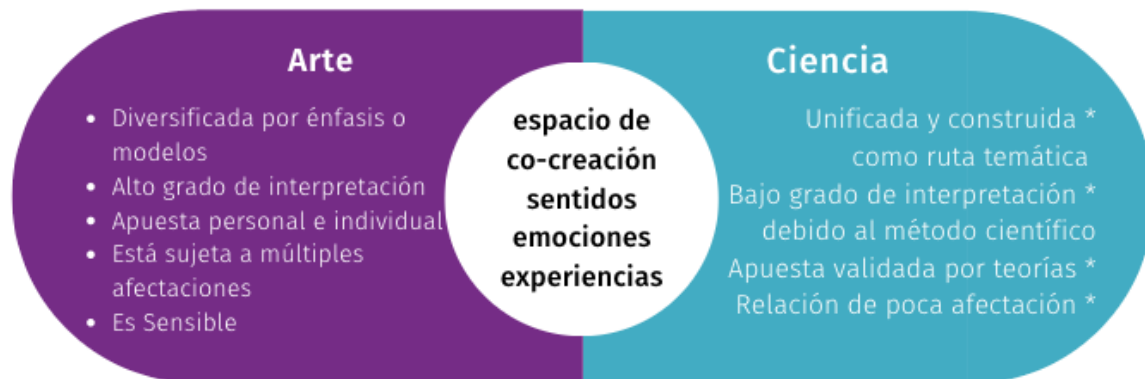 Arte
• Diversificada por énfasis o
modelos
• Alto grado de interpretación
• Apuesta personal e individual
• Está sujeta a múltiples
afectaciones
• Es Sensible
espacio de
co-creación
sentidos
emociones
experiencias
Ciencia
Unificada y construida *
como ruta temática
Bajo grado de interpretación *
debido al método científico
Apuesta validada por teorías *
Relación de poca afectación *